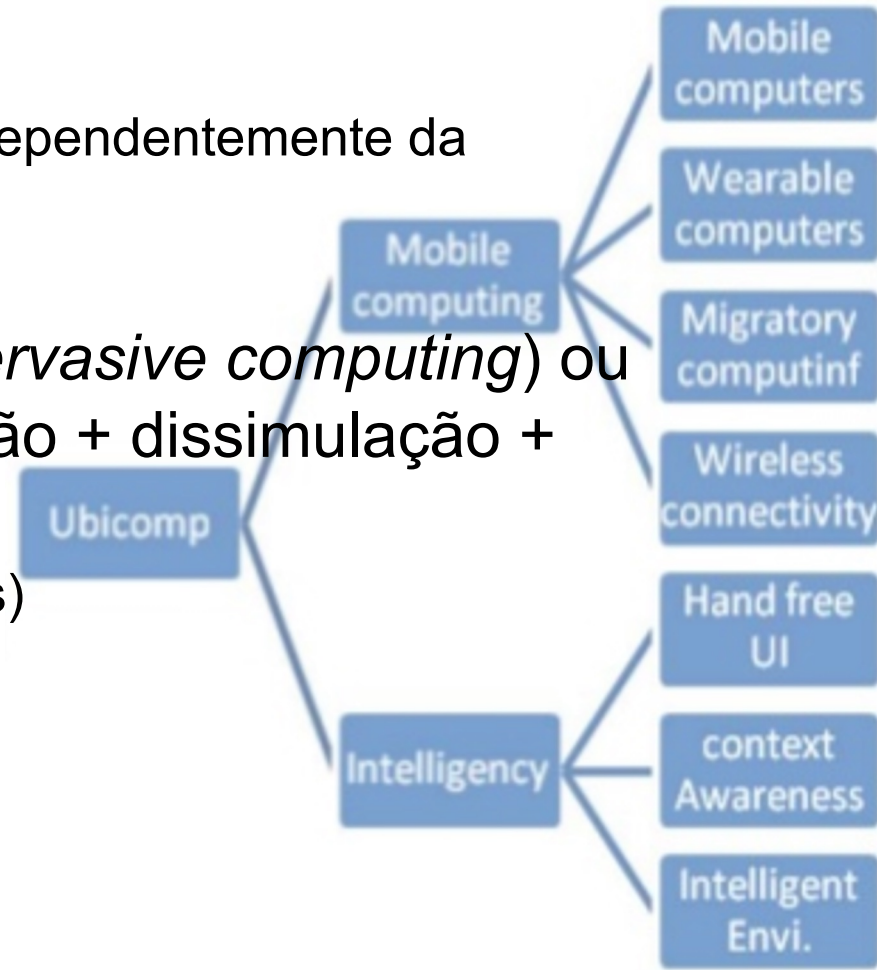 ependentemente da
ervasive computing) ou
ão + dissimulação +
s)
Ubicomp
Mobile
computing
Intelligency
Mobile
computers
Wearable
computers
Migratory
computinf
Wireless
connectivity
Hand free
UI
context
Awareness
Intelligent
Envi.